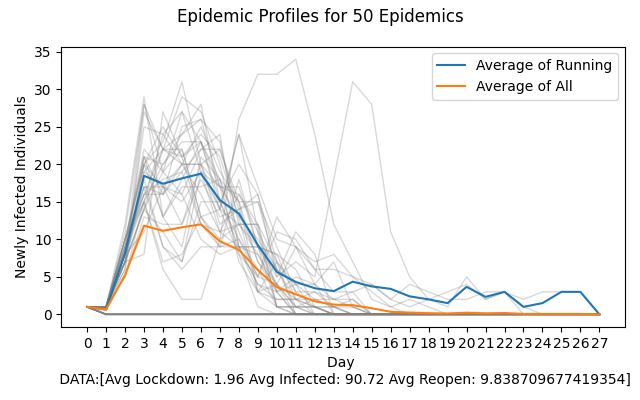 Epidemic Profiles for 50 Epidemics
35
30
25
20
15
10
5
0
Newly Infected Individuals
Average of Running
Average of All
0 1 2 3 4 5 6 7 8 9 10 11 12 13 14 15 16 17 18 19 20 21 22 23 24 25 26 27
Day
DATA:[Avg Lockdown: 1.96 Avg Infected: 90.72 Avg Reopen: 9.838709677419354]